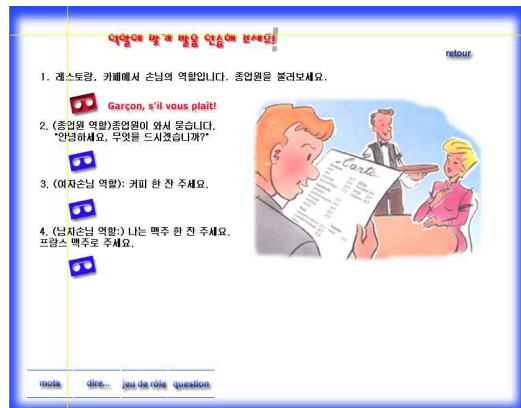 역할에 맞게 발음 연습해 보세요!
retour
1. 레스토랑, 카페에서 손님의 역할입니다. 종업원을 불러보세요.
Garçon, s'il vous plaît!
2. (종업원 역할)종업원이 와서 묻습니다.
"안녕하세요, 무엇을 드시겠습니까?"
3. (여자손님 역할): 커피 한 잔 주세요.
4. (남자손님 역할:) 나는 맥주 한 잔 주세요.
프랑스 맥주로 주세요.
Carte
mots
dire...
jeu de rôle
question